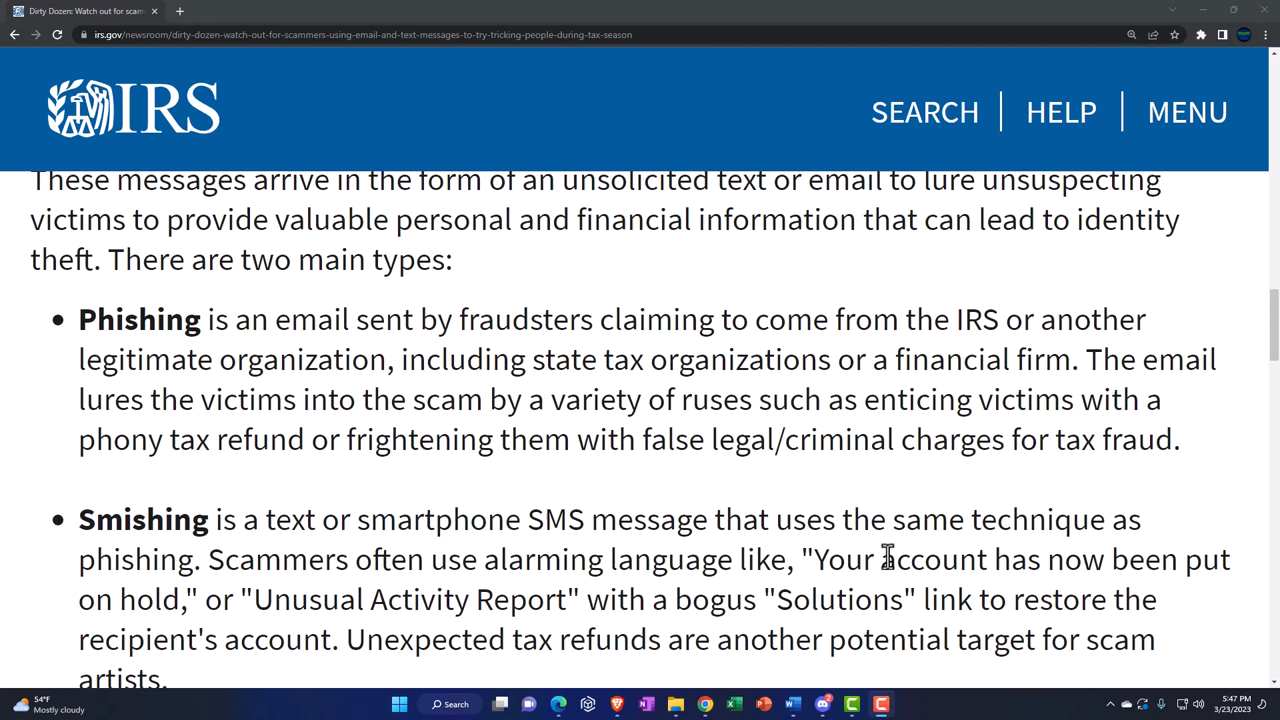 Dirty Dozen: Watch out for scam
irs.gov/newsroom/dirty-dozen-watch-out-for-scammers-using-email-and-text-messages-to-try-tricking-people-during-tax-season
IRS
SEARCH
HELP
MENU
These messages arrive in the form of an unsolicited text or email to lure unsuspecting
victims to provide valuable personal and financial information that can lead to identity
theft. There are two main types:
• Phishing is an email sent by fraudsters claiming to come from the IRS or another
legitimate organization, including state tax organizations or a financial firm. The email
lures the victims into the scam by a variety of ruses such as enticing victims with a
phony tax refund or frightening them with false legal/criminal charges for tax fraud.
• Smishing is a text or smartphone SMS message that uses the same technique as
phishing. Scammers often use alarming language like, "Your account has now been put
on hold," or "Unusual Activity Report" with a bogus "Solutions" link to restore the
recipient's account. Unexpected tax refunds are another potential target for scam
artists.
54°F
Mostly cloudy
Search
2
5:47 PM
3/23/2023